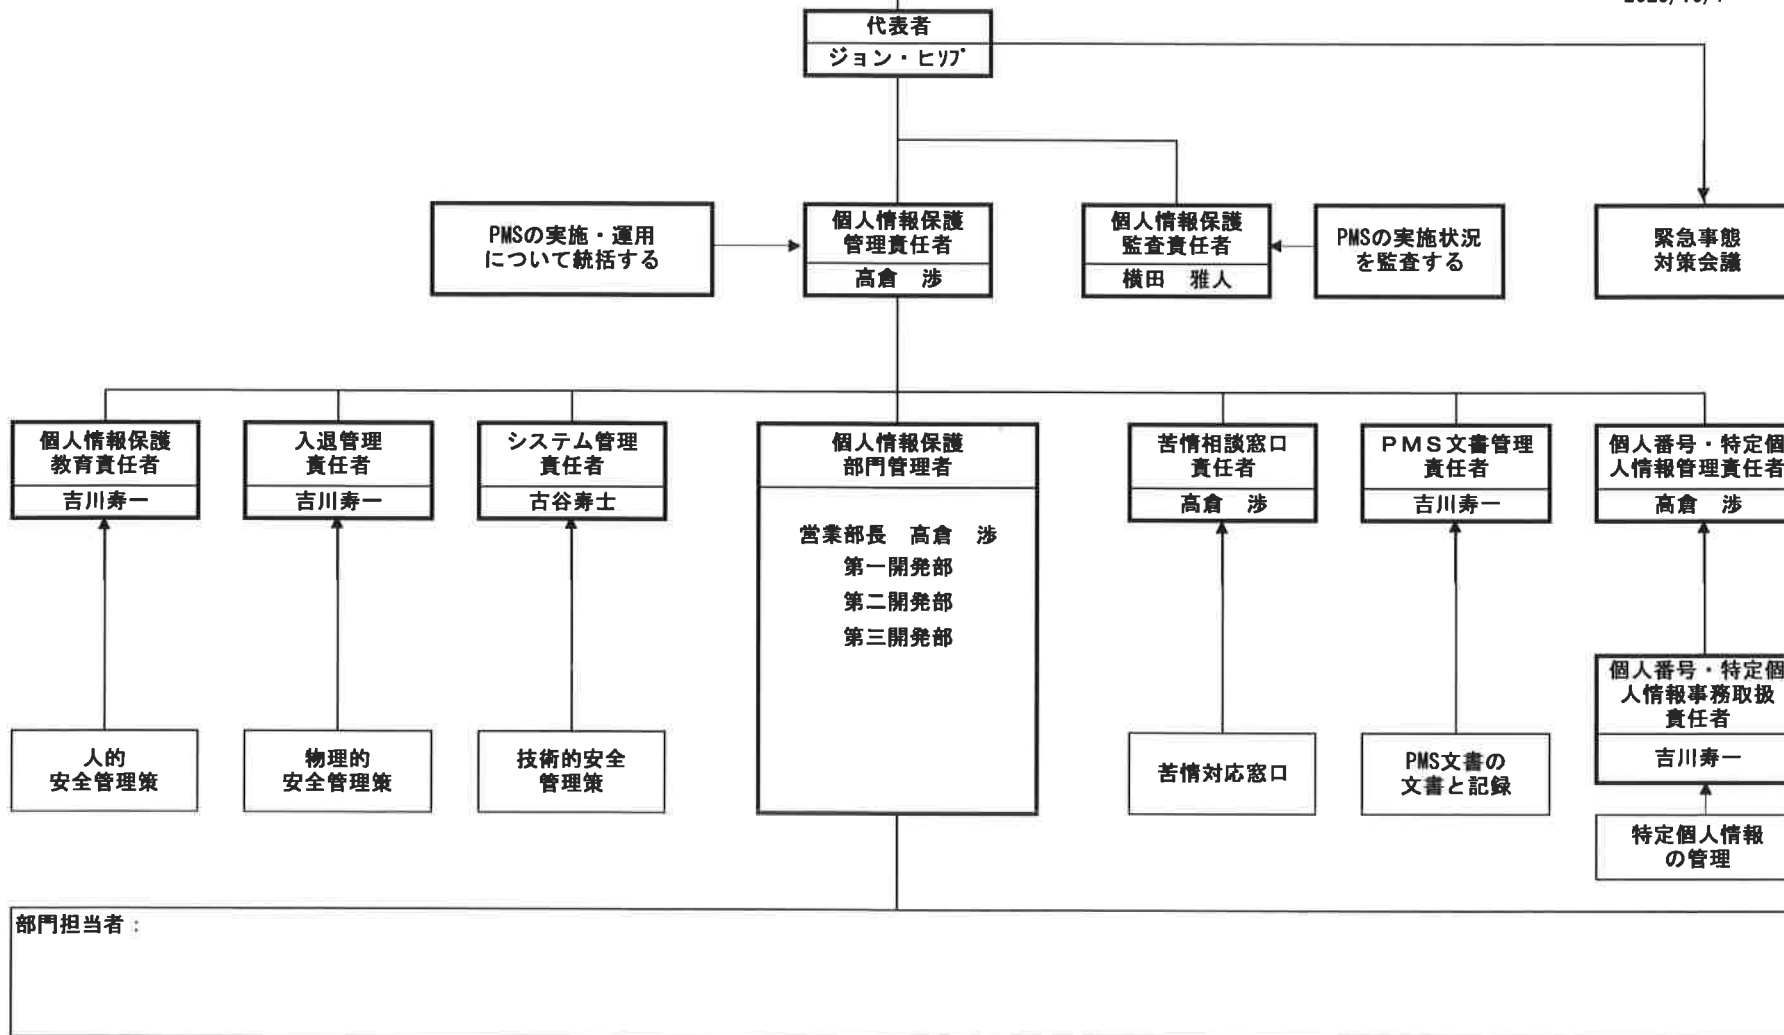 代表者
ジョン・ヒリプ
PMSの実施・運用
について統括する
個人情報保護
管理責任者
高倉　渉
個人情報保護
監査責任者
横田　雅人
PMSの実施状況
を監査する
緊急事態
対策会議
個人情報保護
教育責任者
吉川寿一
入退管理
責任者
吉川寿一
システム管理
責任者
古谷寿士
個人情報保護
部門管理者
営業部長　高倉　渉
第一開発部
第二開発部
第三開発部
苦情相談窓口
責任者
高倉　渉
ＰＭＳ文書管理
責任者
吉川寿一
個人番号・特定個
人情報管理責任者
高倉　渉
個人番号・特定個
人情報事務取扱
責任者
吉川寿一
人的
安全管理策
物理的
安全管理策
技術的安全
管理策
苦情対応窓口
PMS文書の
文書と記録
特定個人情報
の管理
部門担当者：